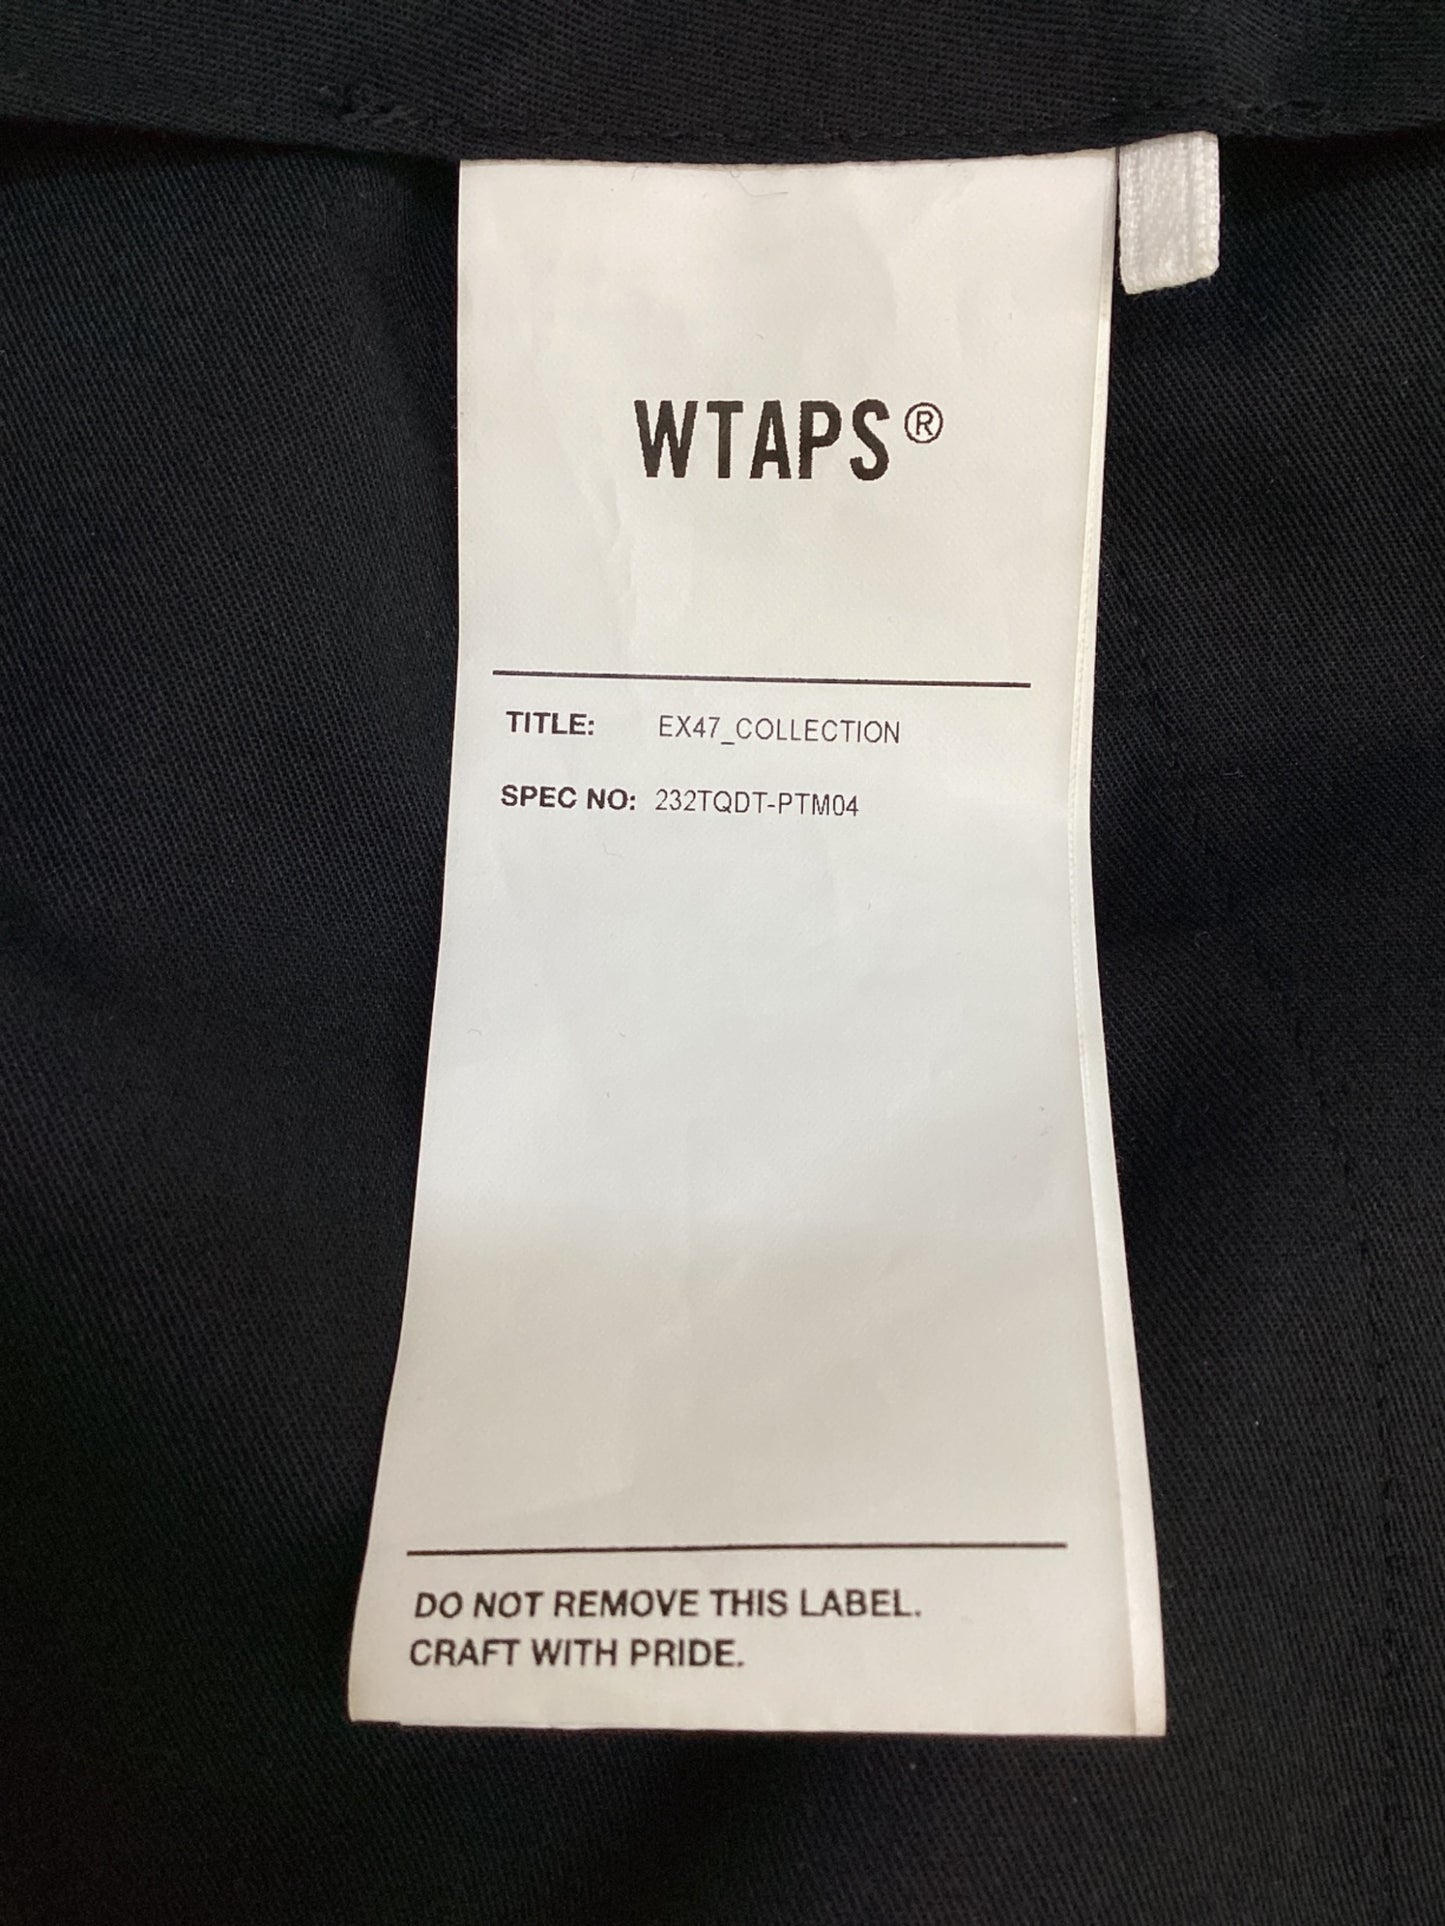 WTAPS®
TITLE: EX47_COLLECTION
SPEC NO: 232TQDT-PTM04
DO NOT REMOVE THIS LABEL.
CRAFT WITH PRIDE.